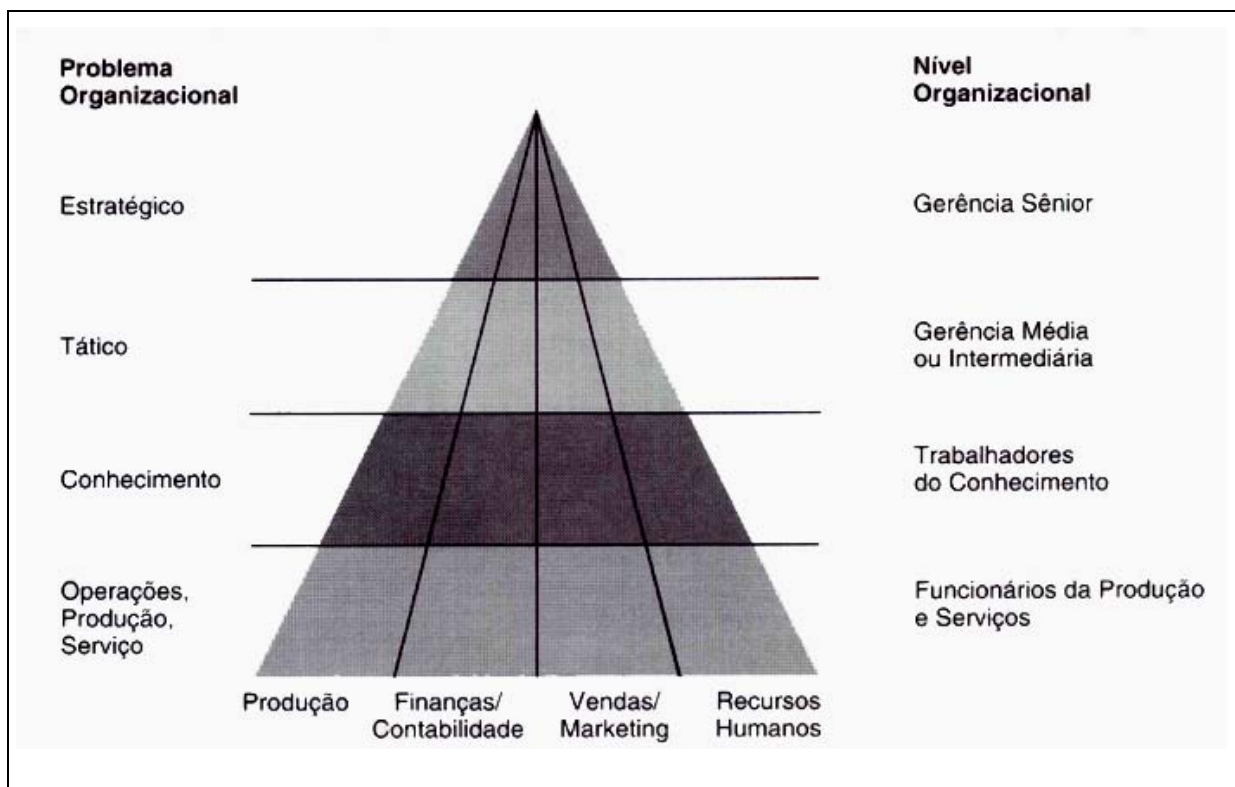 Problema
Organizacional
Nível
Organizacional
Estratégico
Gerência Sênior
Tático
Gerência Média
ou Intermediária
Conhecimento
Trabalhadores
do Conhecimento
Operações,
Produção,
Serviço
Funcionários da Produção
e Serviços
Produção
Finanças/
Contabilidade
Vendas/
Marketing
Recursos
Humanos